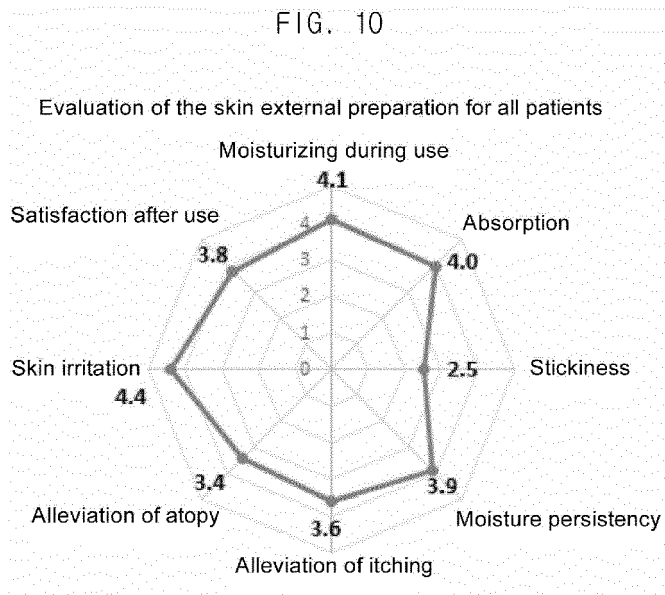 FIG. 10
Evaluation of the skin external preparation for all patients
Moisturizing during use
4.1
Satisfaction after use
3.8
Absorption
4.0
4
3
2
1
0
Skin irritation
4.4
Stickiness
2.5
3.4
Alleviation of atopy
3.9
Moisture persistency
3.6
Alleviation of itching